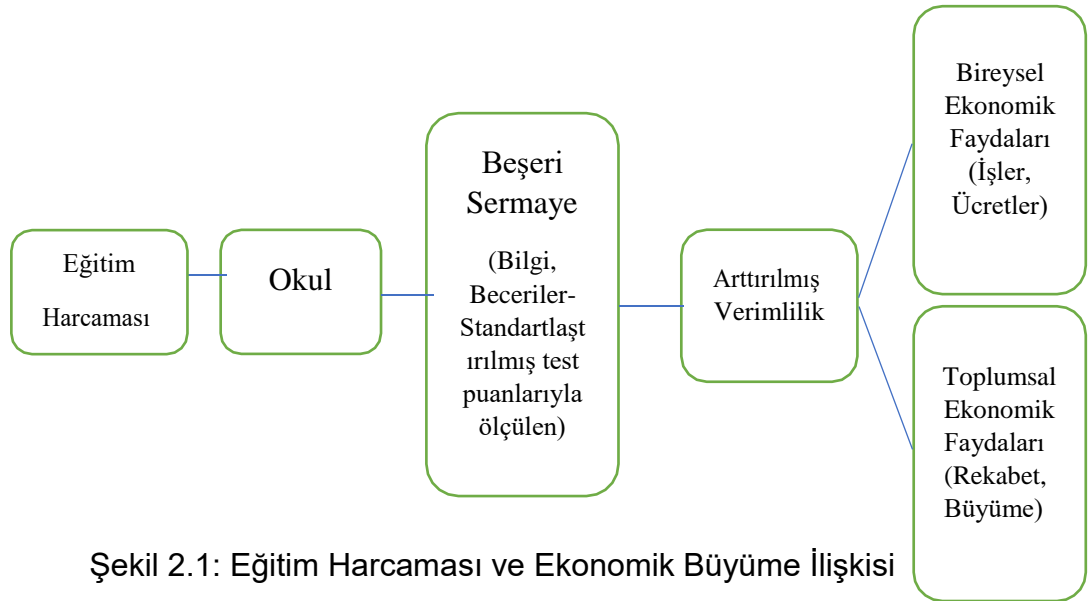 Eğitim
Harcaması
Okul
Beşeri
Sermaye
(Bilgi,
Beceriler-
Standartlaşt
ırılmış test
puanlarıyla
ölçülen)
Arttırılmış
Verimlilik
Bireysel
Ekonomik
Faydaları
(İşler,
Ücretler)
Toplumsal
Ekonomik
Faydaları
(Rekabet,
Büyüme)
Şekil 2.1: Eğitim Harcaması ve Ekonomik Büyüme İlişkisi